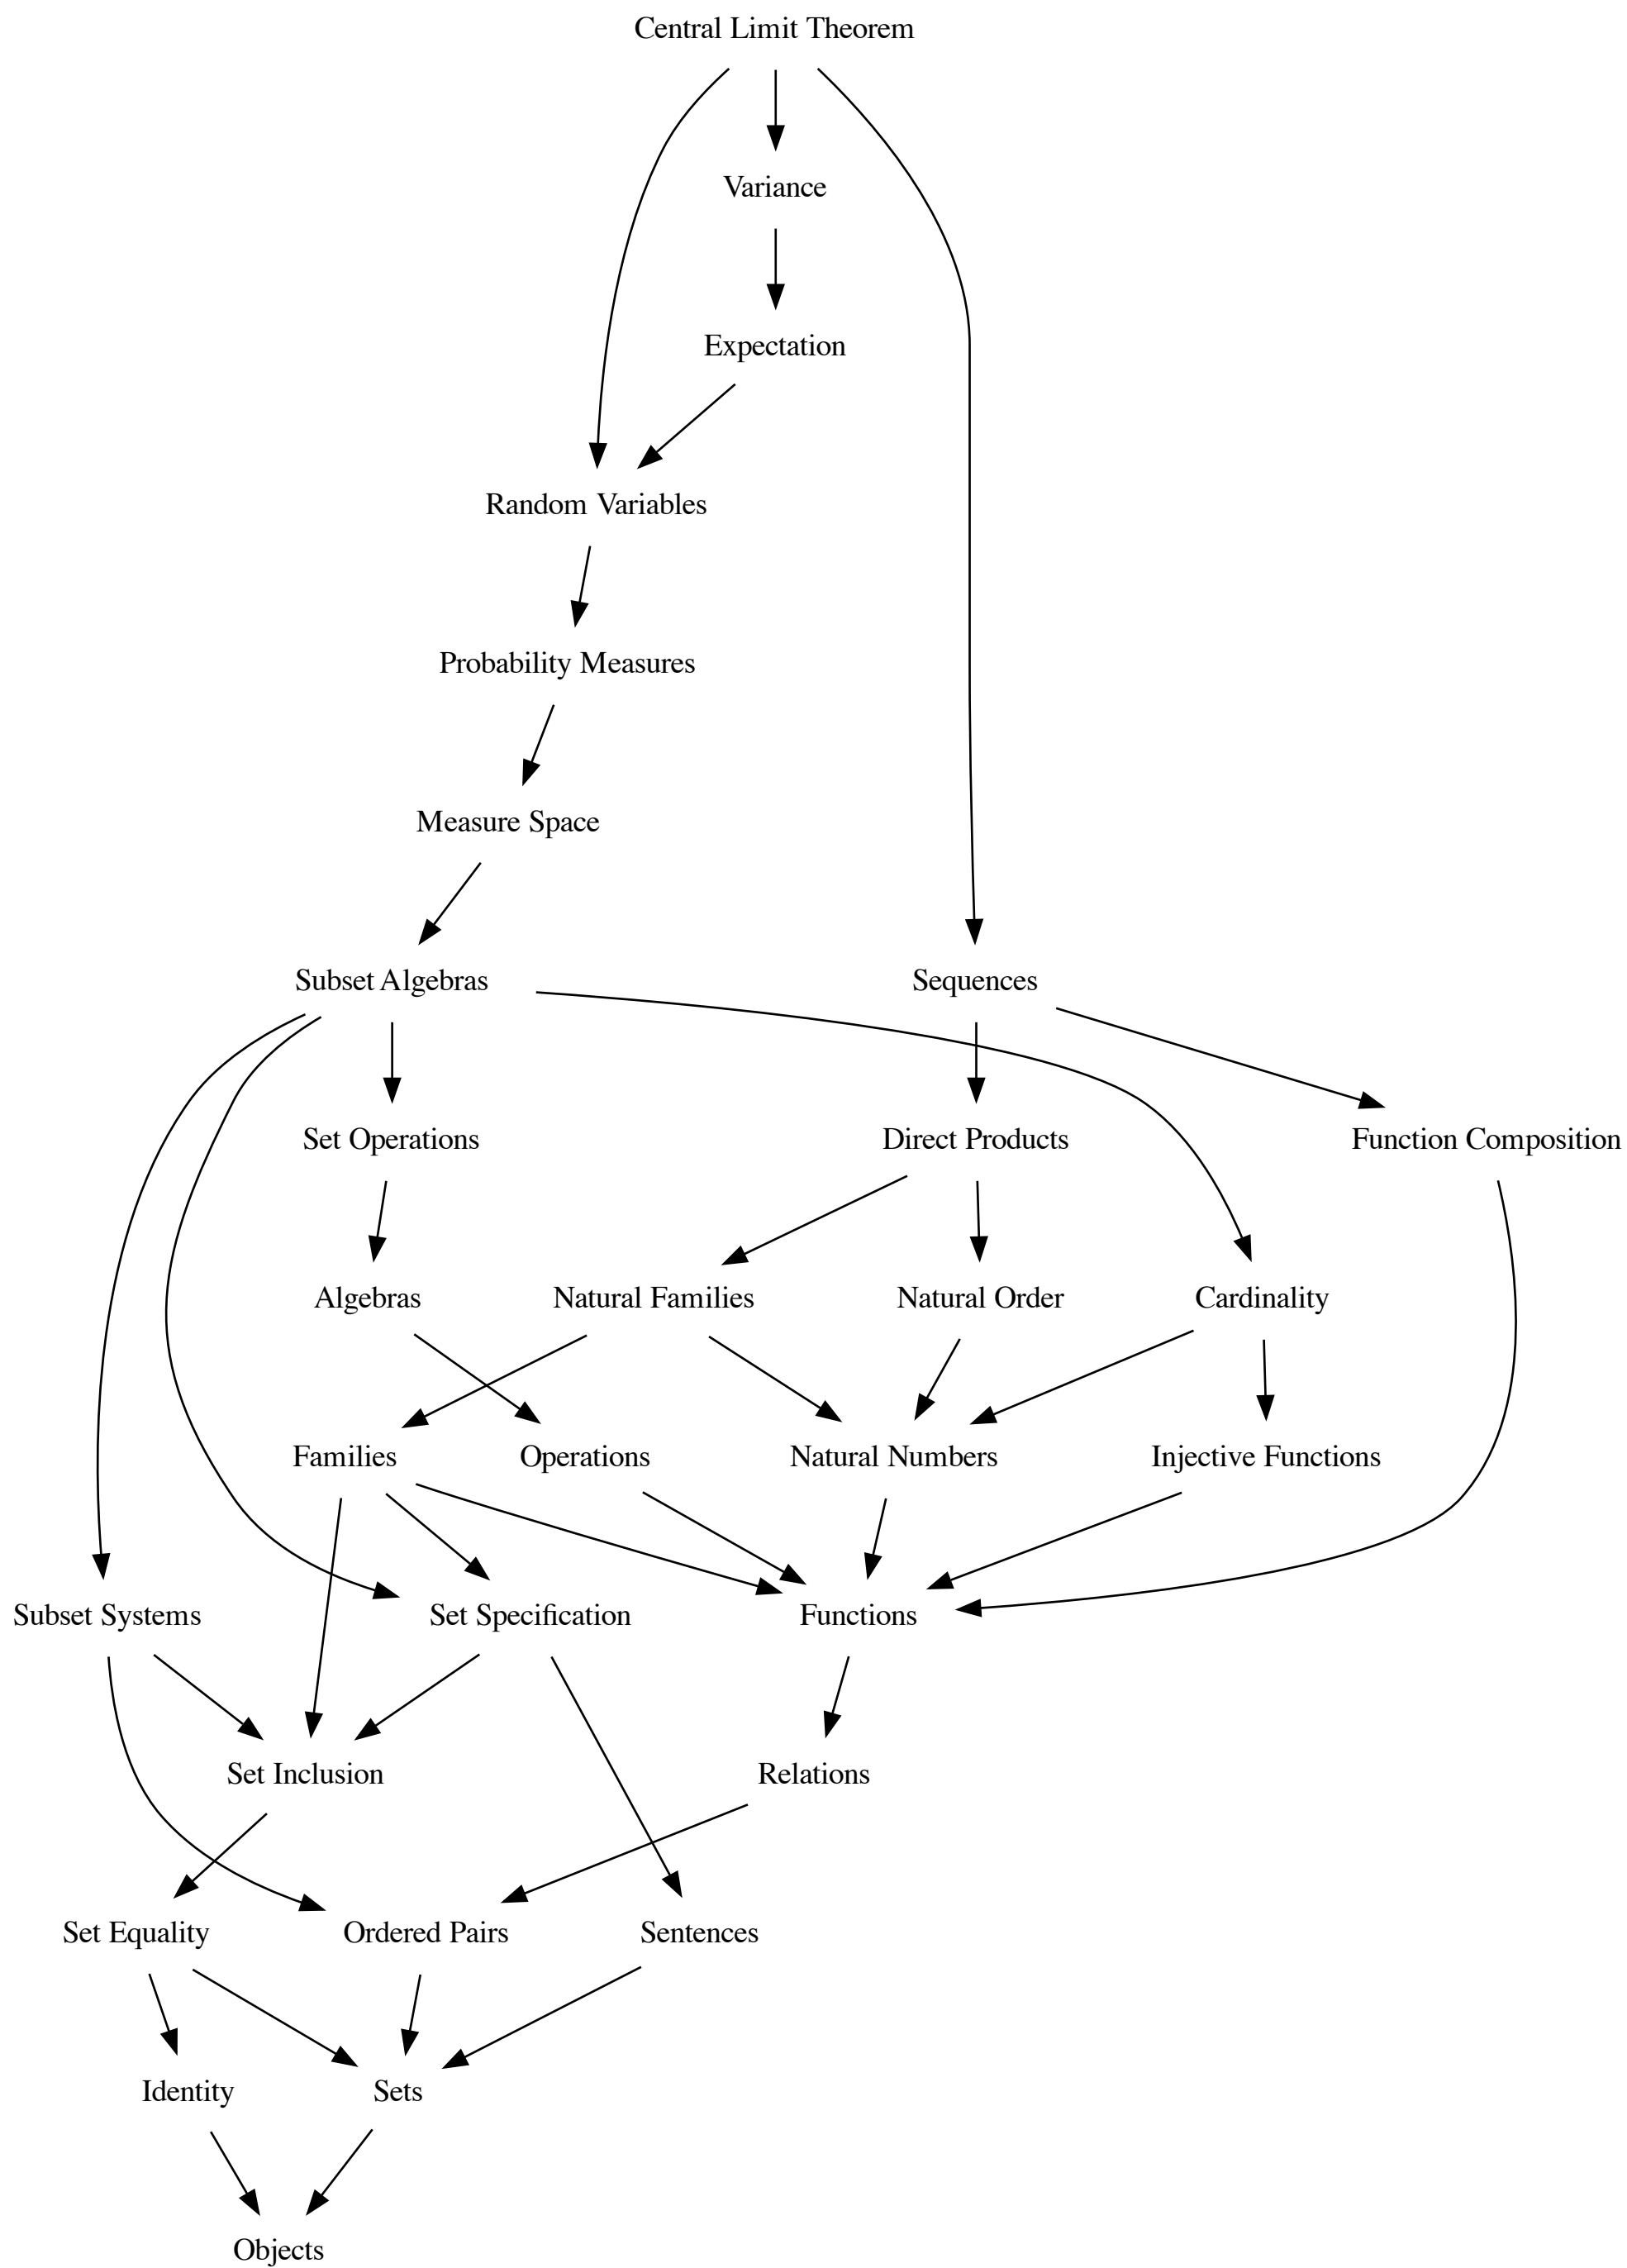 Central Limit Theorem
Variance
Expectation
Random Variables
Probability Measures
Measure Space
Subset Algebras
Sequences
Set Operations
Direct Products
Function Composition
Algebras
Natural Families
Natural Order
Cardinality
Families
Operations
Natural Numbers
Injective Functions
Subset Systems
Set Specification
Functions
Set Inclusion
Relations
Set Equality
Ordered Pairs
Sentences
Identity
Sets
Objects